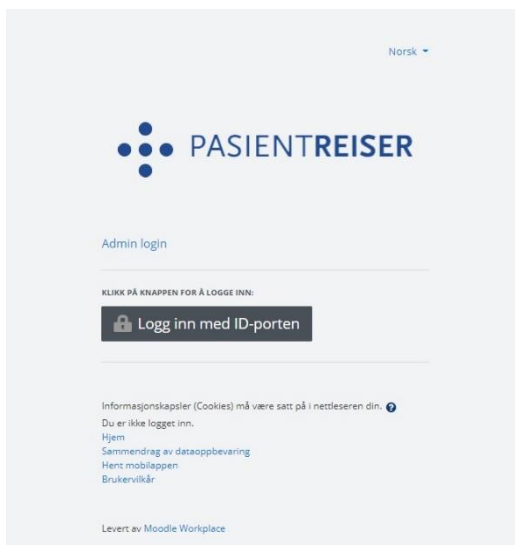 Norsk
PASIENTREISER
Admin login
KLIKK PÅ KNAPPEN FOR Å LOGGE INN:
Logg inn med ID-porten
Informasjonskapsler (Cookies) må være satt på i nettleseren din.
Du er ikke logget inn.
Hjem
Sammendrag av dataoppbevaring
Hent mobilappen
Brukervilkår
Levert av Moodle Workplace